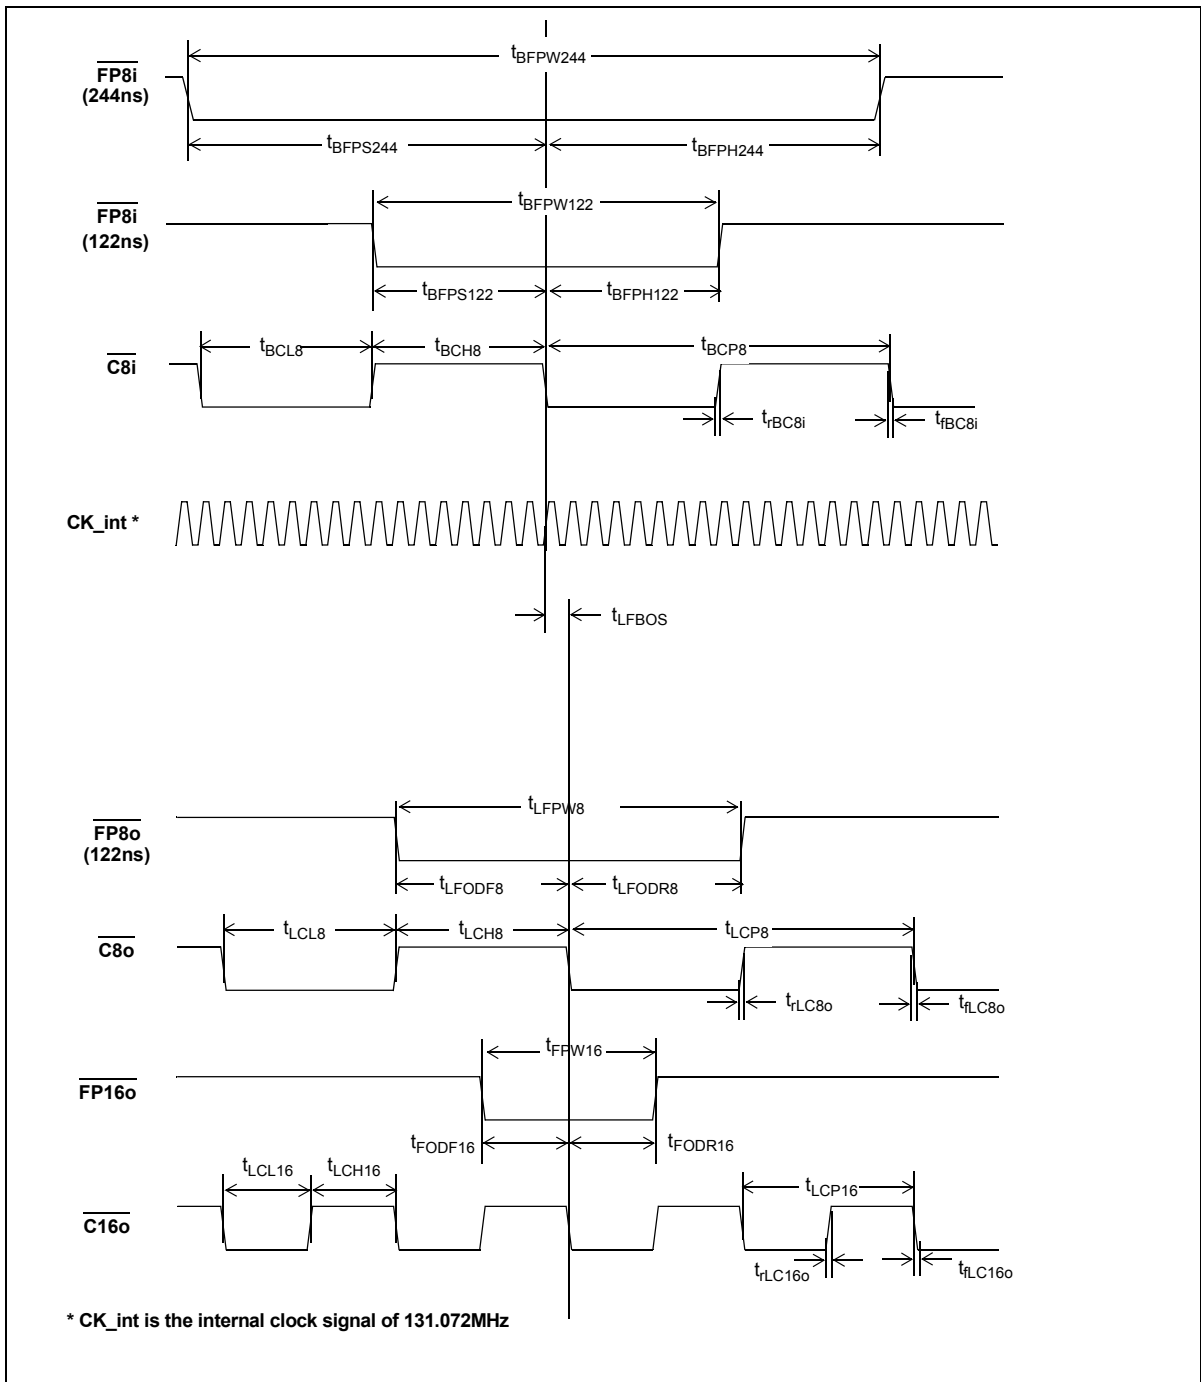 tBFPW244
FP8i
(244ns)
tBFPS244
tBFPH244
tBFPW122
FP8i
(122ns)
tBFPS122
tBFPH122
tBCL8
tBCH8
tBCP8
C8i
trBC8i
tfBC8i
CK_int *
tLFBOS
tLFPW8
FP8o
(122ns)
tLFODF8
tLFODR8
tLCL8
tLCH8
tLCP8
C8o
trLC8o
tfLC8o
tFPW16
FP16o
tFODF16
tFODR16
tLCL16
tLCH16
tLCP16
C16o
trLC16o
tfLC16o
* CK_int is the internal clock signal of 131.072MHz